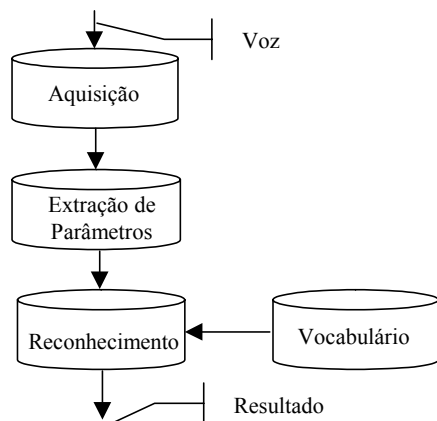 Voz
Aquisição
Extração de
Parâmetros
Reconhecimento
Vocabulário
Resultado